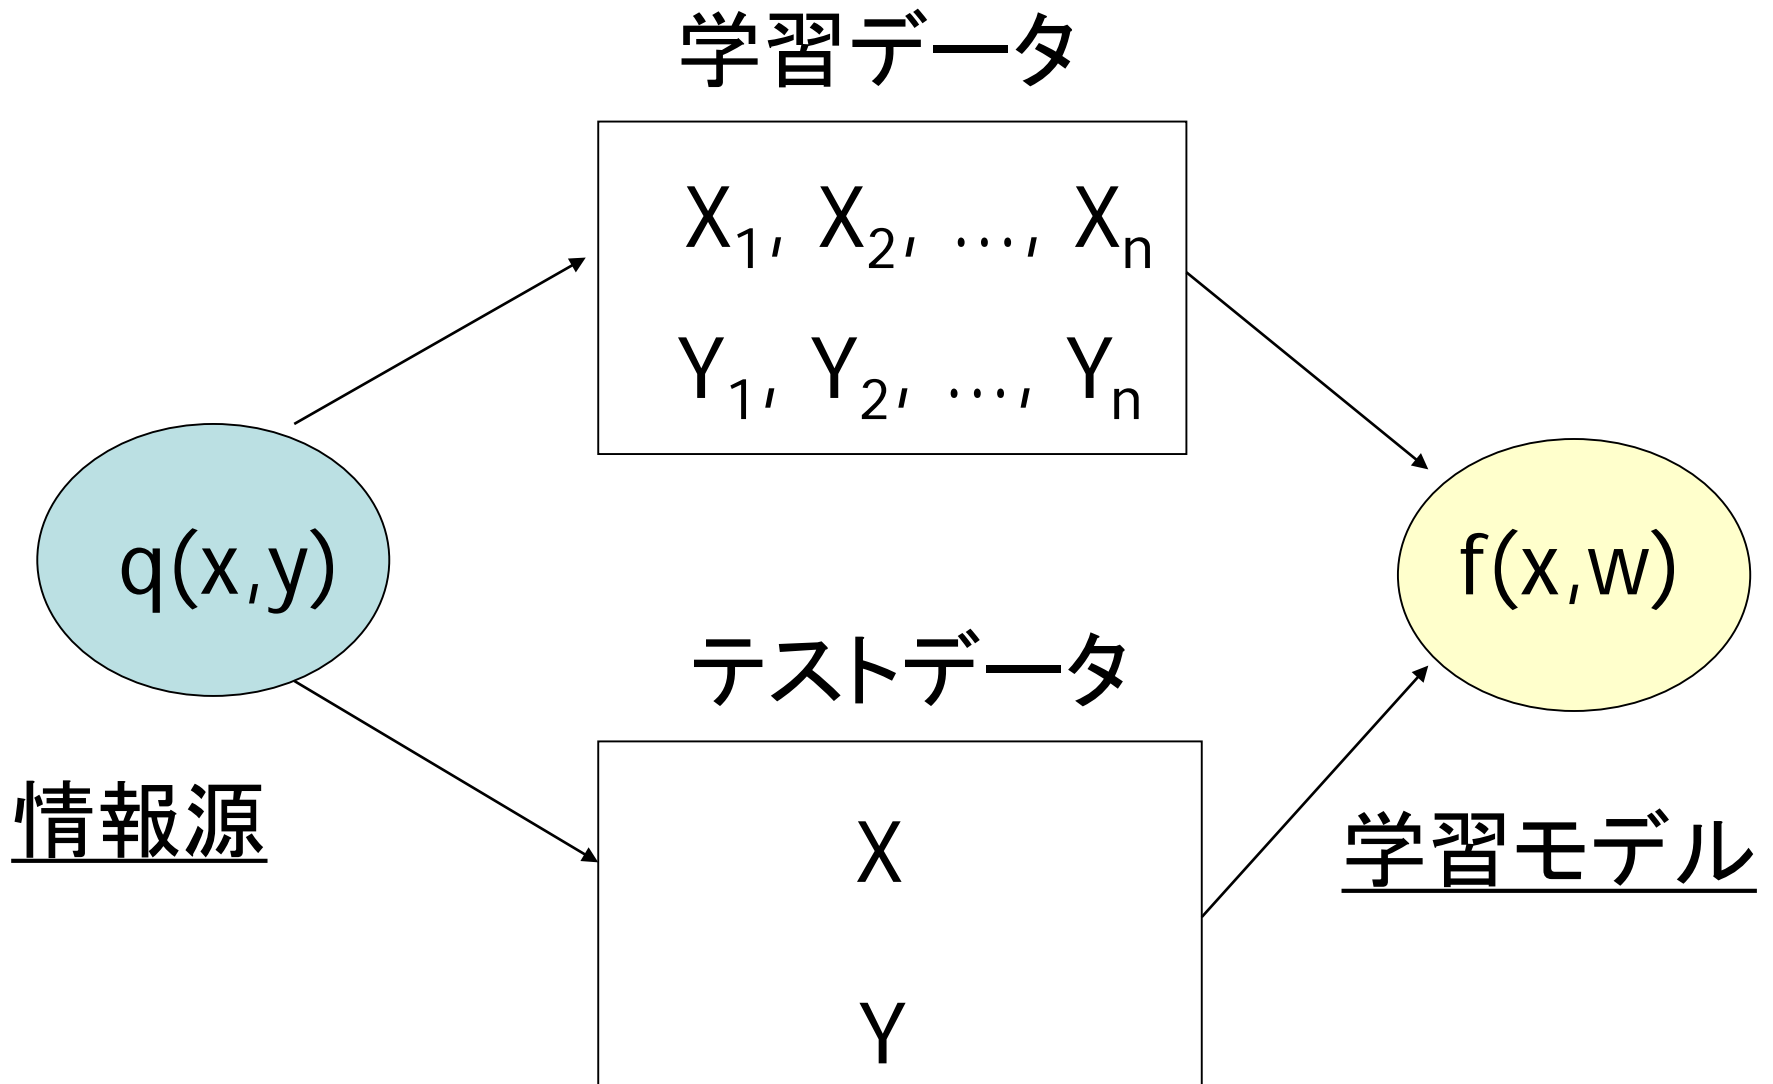 学習データ
X₁, X₂, …, Xₙ
Y₁, Y₂, …, Yₙ
q(x,y)
f(x,w)
テストデータ
情報源
X
学習モデル
Y